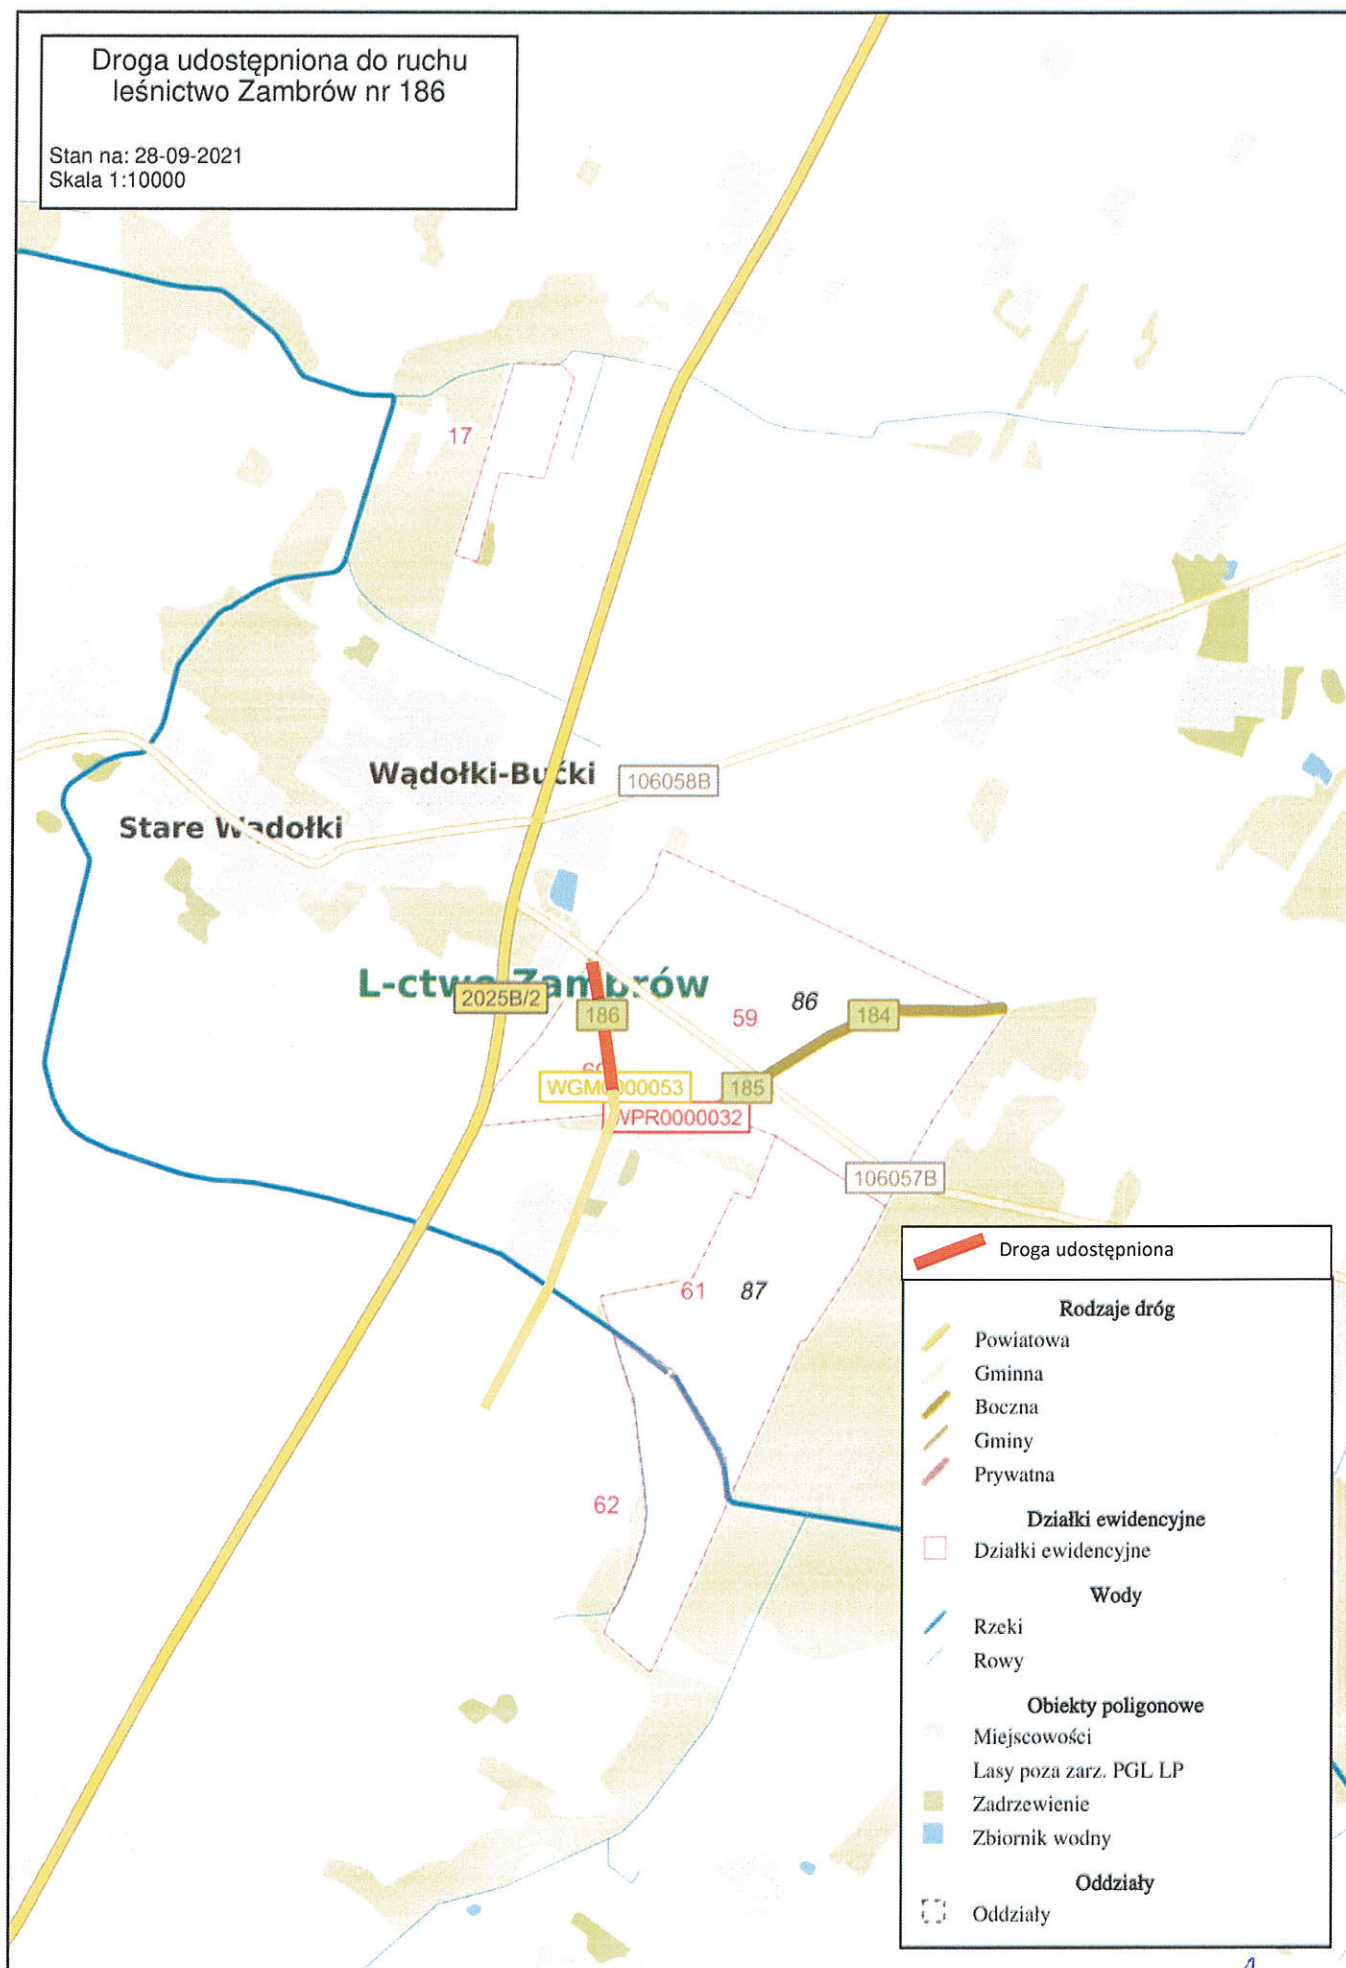 Droga udostępniona do ruchu
leśnictwo Zambrów nr 186
Stan na: 28-09-2021
Skala 1:10000
17
Wądołki-Bućki
106058B
Stare Wądołki
L-ctwo Zambrów
2025B/2
186
59
86
184
WGM0000053
185
WPR0000032
106057B
61
87
62
Droga udostępniona
Rodzaje dróg
Powiatowa
Gminna
Boczna
Gminy
Prywatna
Działki ewidencyjne
Działki ewidencyjne
Wody
Rzeki
Rowy
Obiekty poligonowe
Miejscowości
Lasy poza zarz. PGL LP
Zadrzewienie
Zbiornik wodny
Oddziały
Oddziały